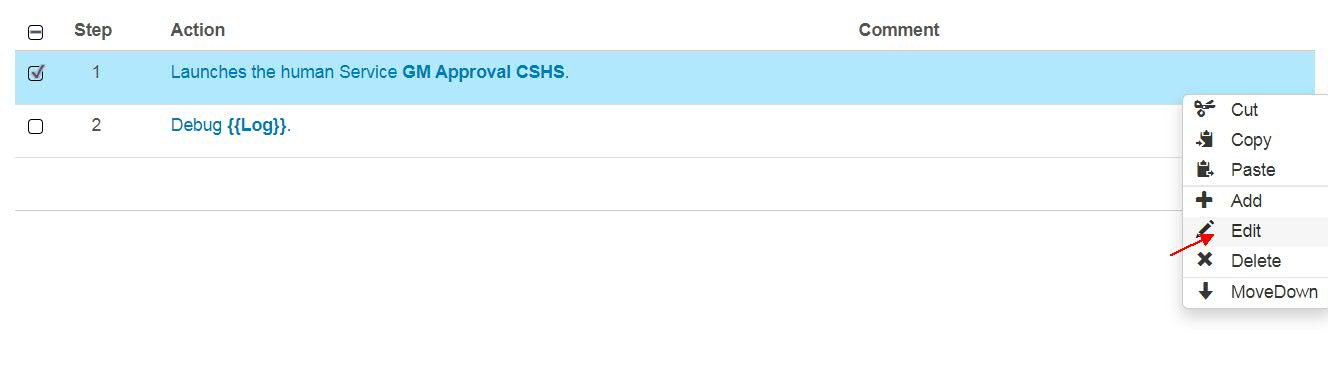 Step Action Comment
1 Launches the human Service GM Approval CSHS.
2 Debug {{Log}}.
Cut
Copy
Paste
Add
Edit
Delete
MoveDown